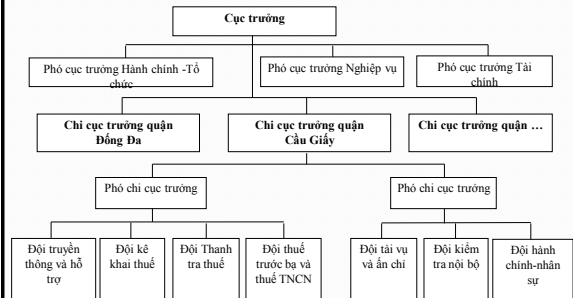 Cục trưởng
Phó cục trưởng Hành chính -Tổ
chức
Phó cục trưởng Nghiệp vụ
Phó cục trưởng Tài
chính
Chi cục trưởng quận
Đống Đa
Chi cục trưởng quận
Cầu Giấy
Chi cục trưởng quận …
Phó chi cục trưởng
Phó chi cục trưởng
Đội truyền
thông và hỗ
trợ
Đội kê
khai thuế
Đội Thanh
tra thuế
Đội thuế
trước bạ và
thuế TNCN
Đội tài vụ
và ấn chỉ
Đội kiểm
tra nội bộ
Đội hành
chính-nhân
sự